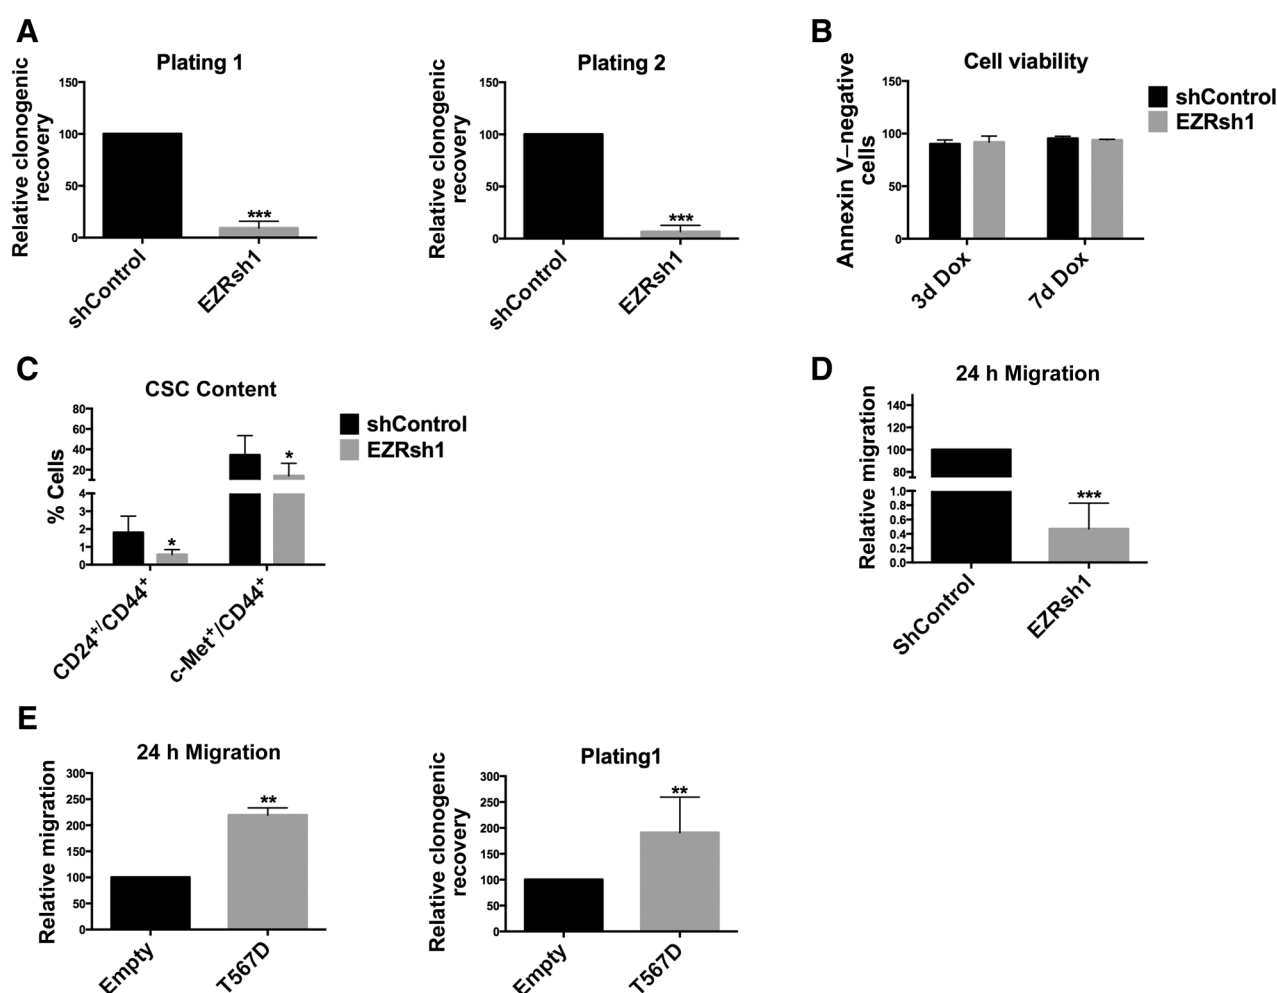 A
Plating 1
Relative clonogenic
recovery
150
100
50
0
***
shControl
EZRsh1
Plating 2
Relative clonogenic
recovery
150
100
50
0
***
shControl
EZRsh1
B
Cell viability
Annexin V–negative
cells
150
100
50
0
3d Dox
7d Dox
shControl
EZRsh1
C
CSC Content
% Cells
80
60
40
20
4
3
2
1
0
*
*
CD24+/CD44+
c-Met+/CD44+
shControl
EZRsh1
D
24 h Migration
Relative migration
140
120
100
80
1.0
0.8
0.6
0.4
0.2
0.0
***
ShControl
EZRsh1
E
24 h Migration
Relative migration
300
250
200
150
100
50
0
**
Empty
T567D
Plating1
Relative clonogenic
recovery
300
250
200
150
100
50
0
**
Empty
T567D